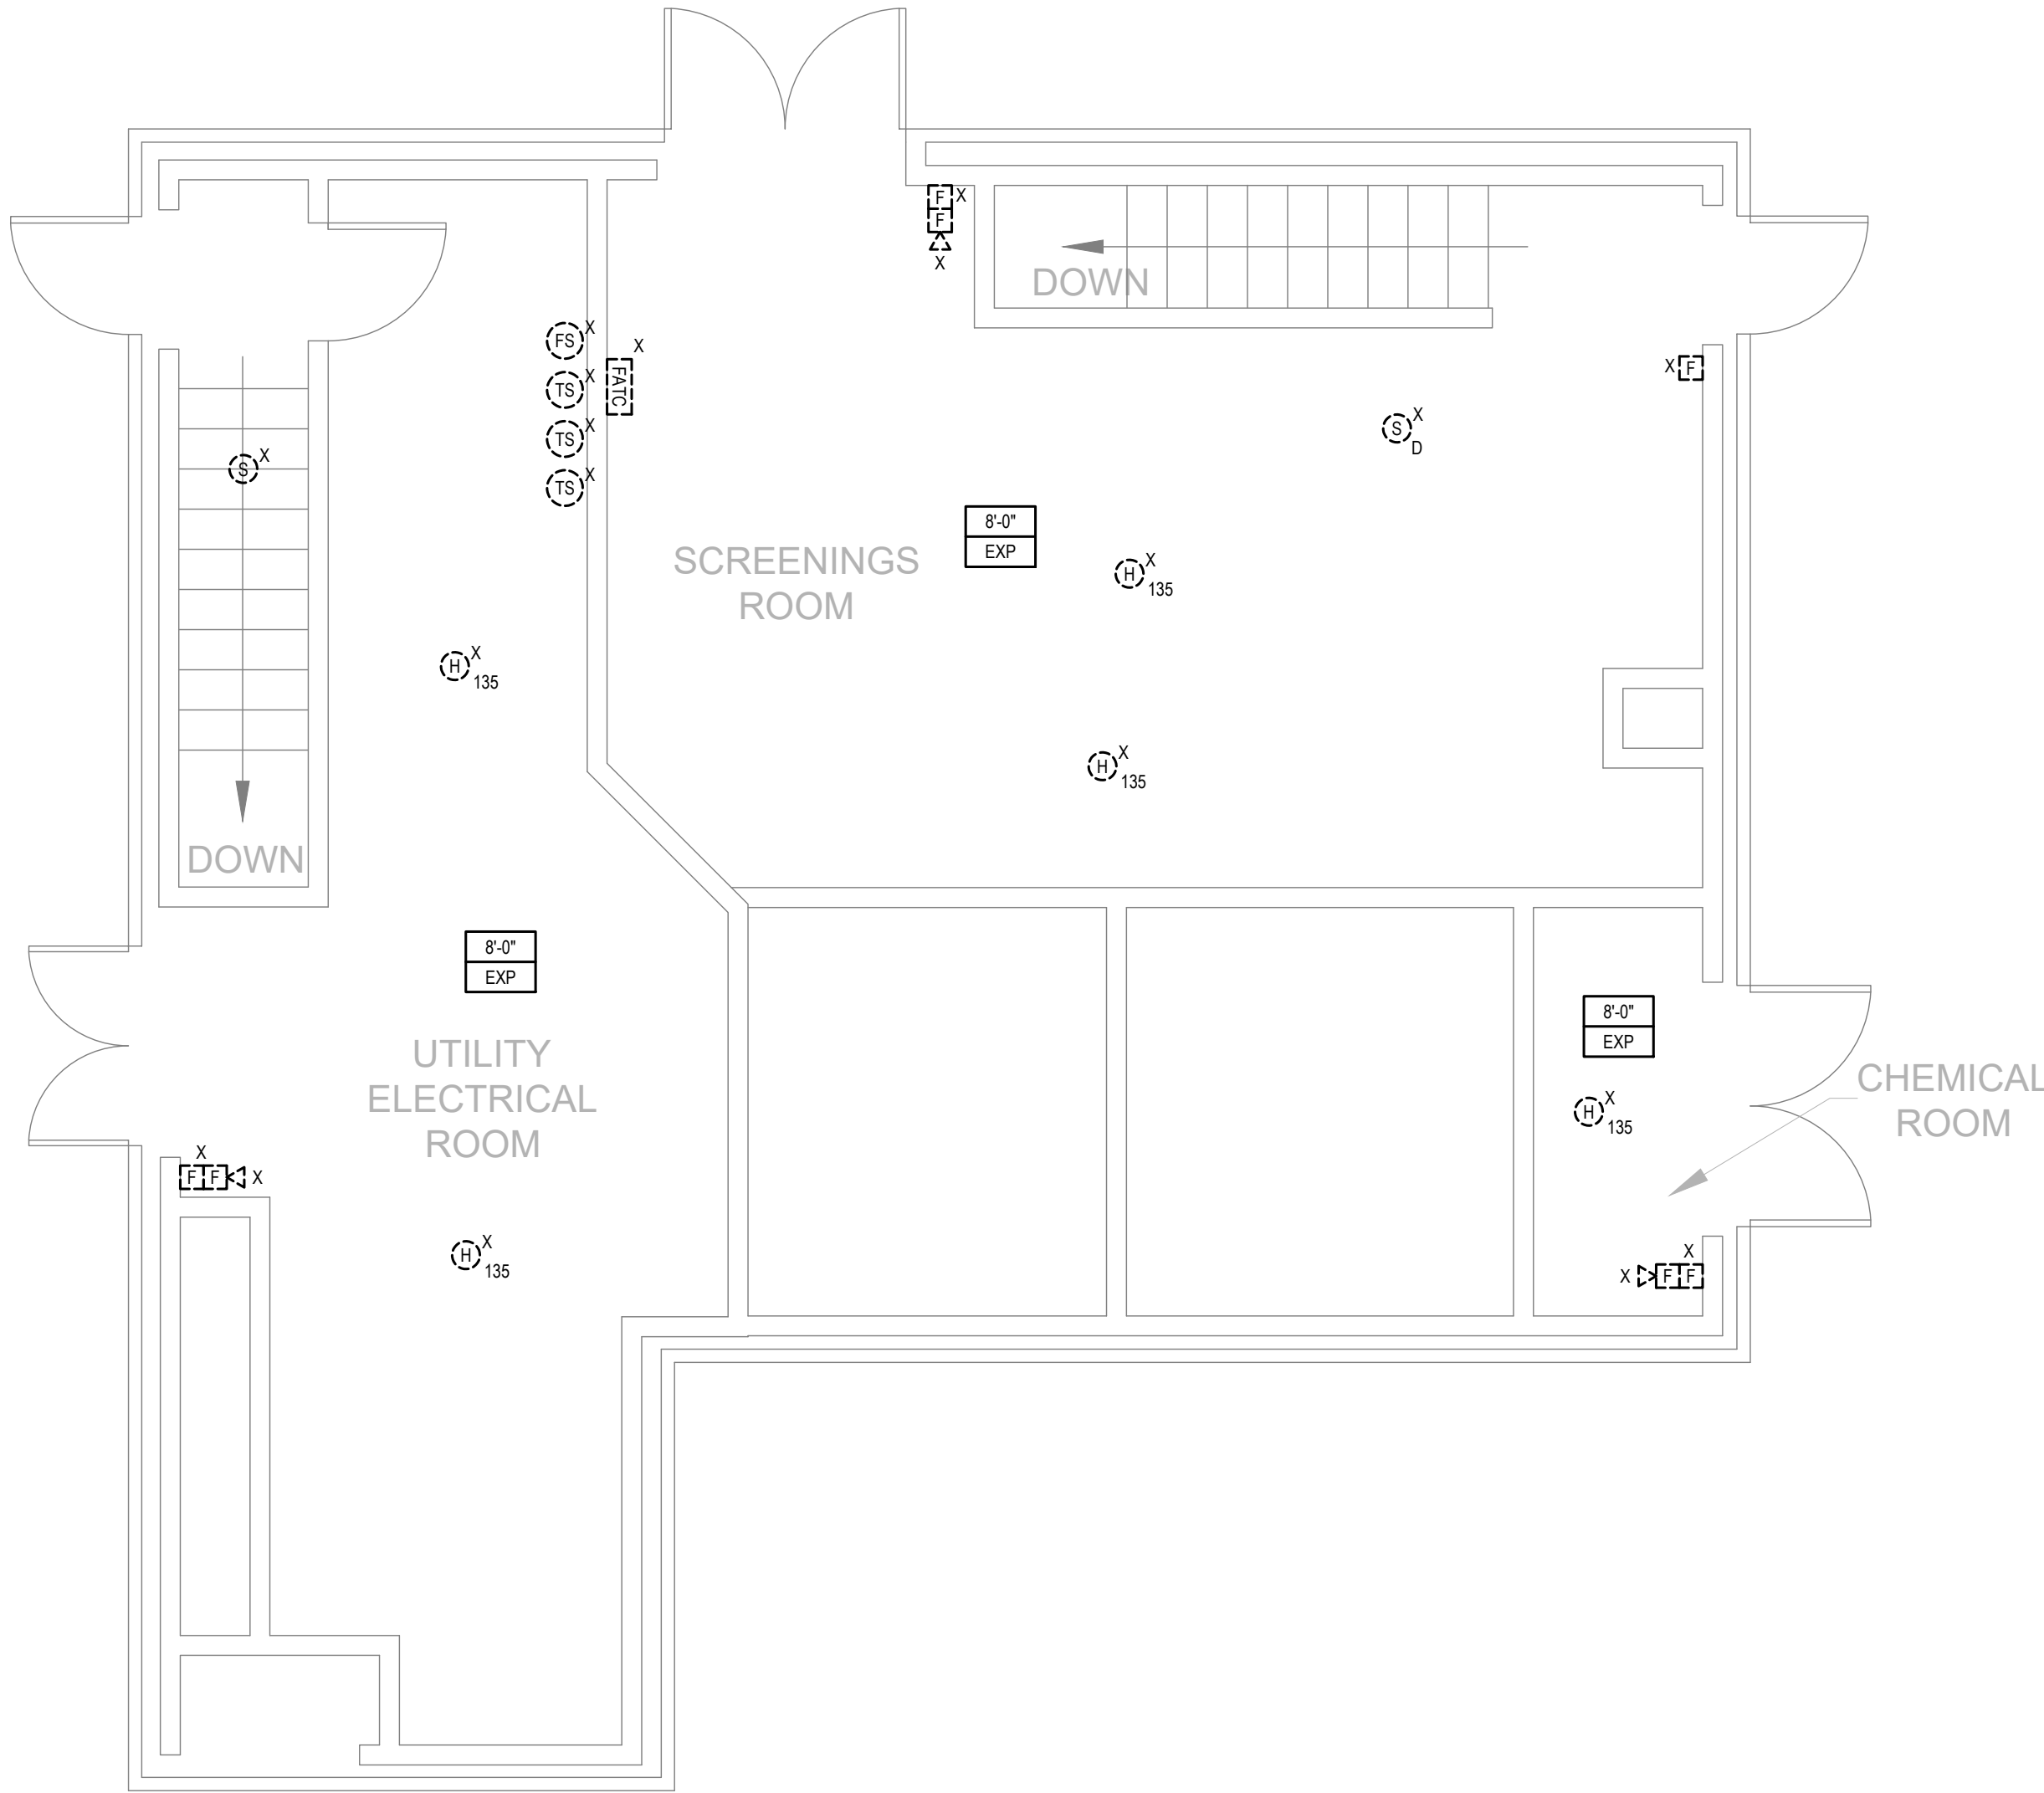 F
X
F
X
DOWN
FS
X
X
FATC
TS
X
X
F
TS
X
S
X
D
S
X
TS
X
8'-0"
EXP
SCREENINGS
ROOM
H
X
135
H
X
135
H
X
135
DOWN
8'-0"
EXP
8'-0"
EXP
UTILITY
ELECTRICAL
ROOM
CHEMICAL
ROOM
H
X
135
X
F
F
X
H
X
135
X
X
F
F